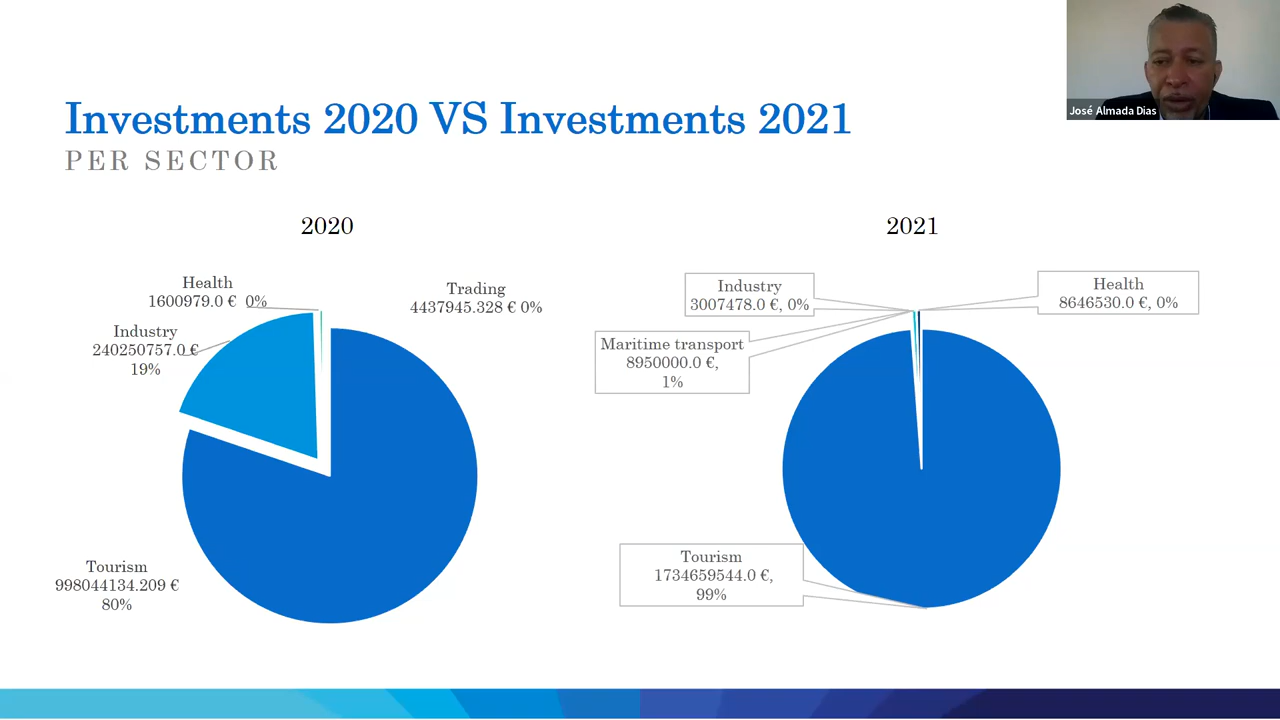 José Almada Dias
Investments 2020 VS Investments 2021
PER SECTOR
2020
Health
1600979.0 €  0%
Trading
4437945.328 € 0%
Industry
240250757.0 €
19%
Tourism
998044134.209 €
80%
2021
Industry
3007478.0 €, 0%
Health
8646530.0 €, 0%
Maritime transport
8950000.0 €,
1%
Tourism
1734659544.0 €,
99%